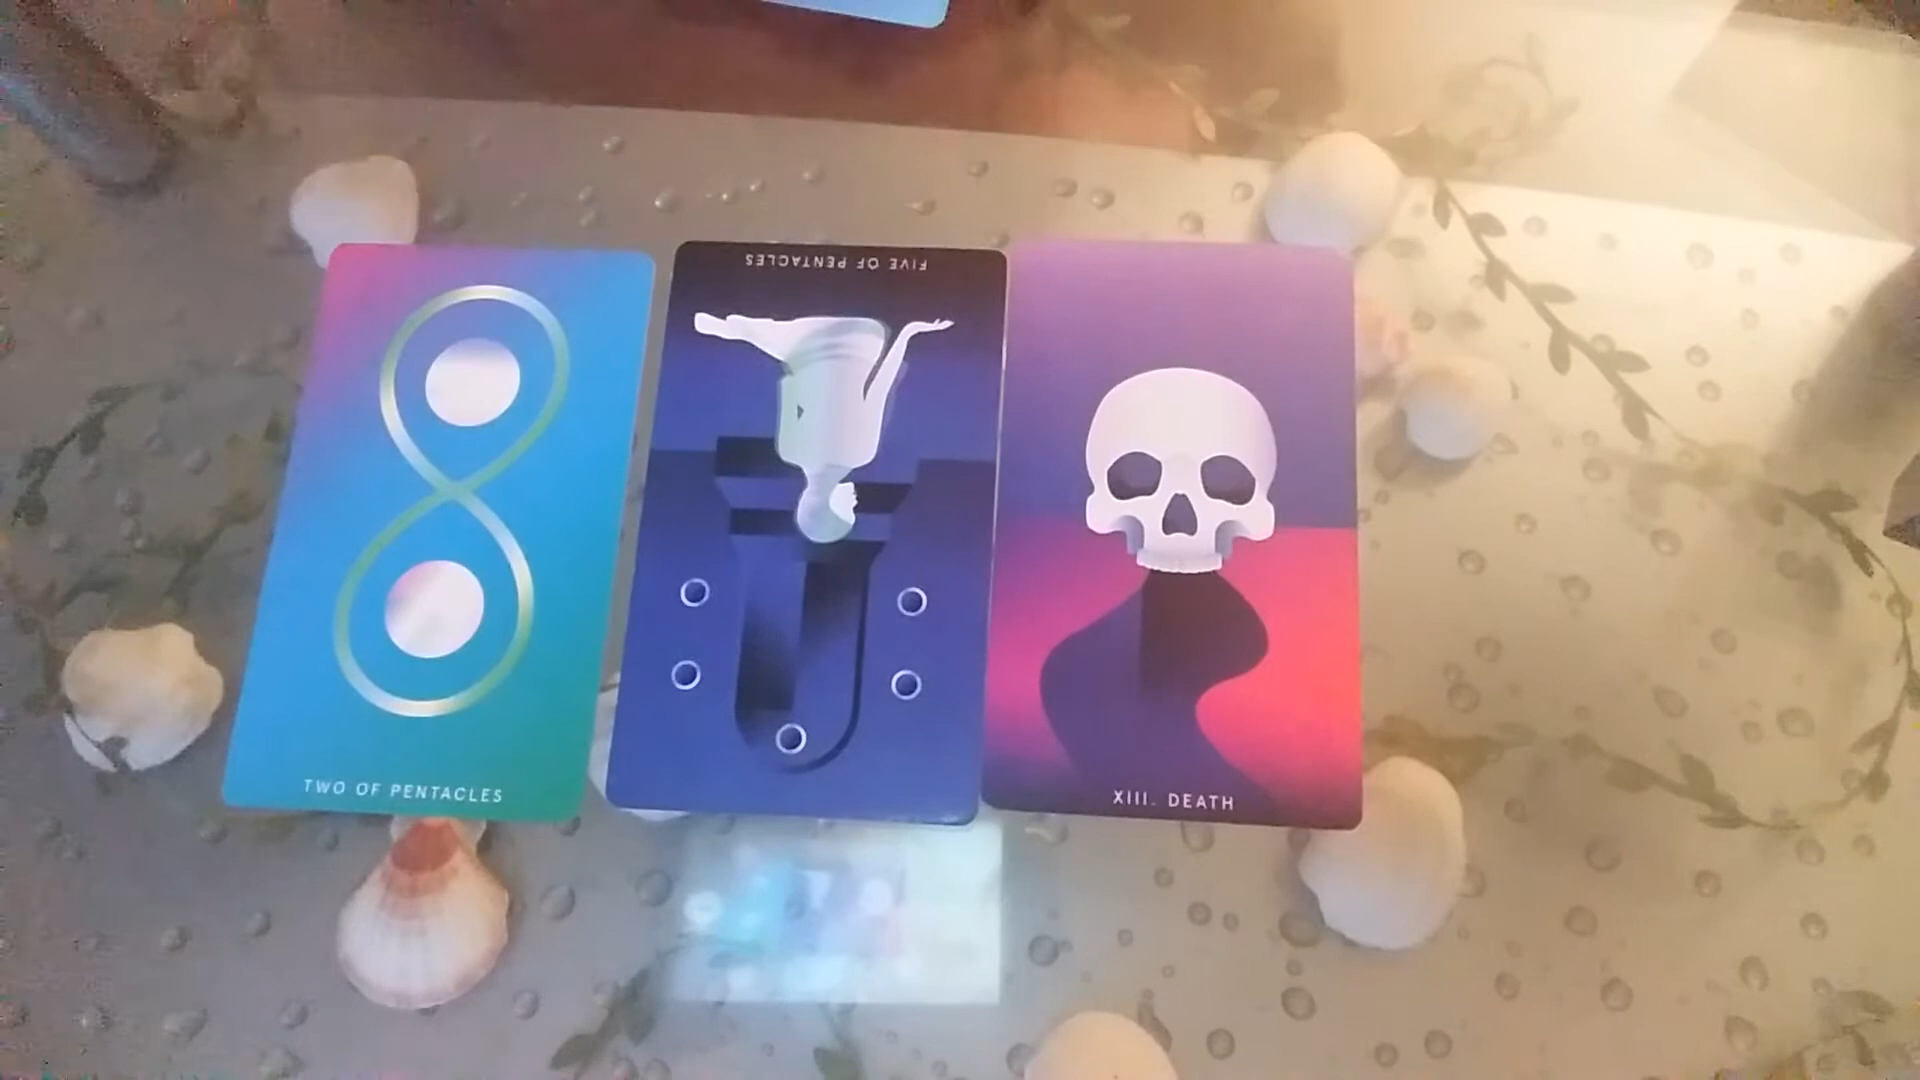 TWO OF PENTACLES
FIVE OF PENTACLES
XIII. DEATH